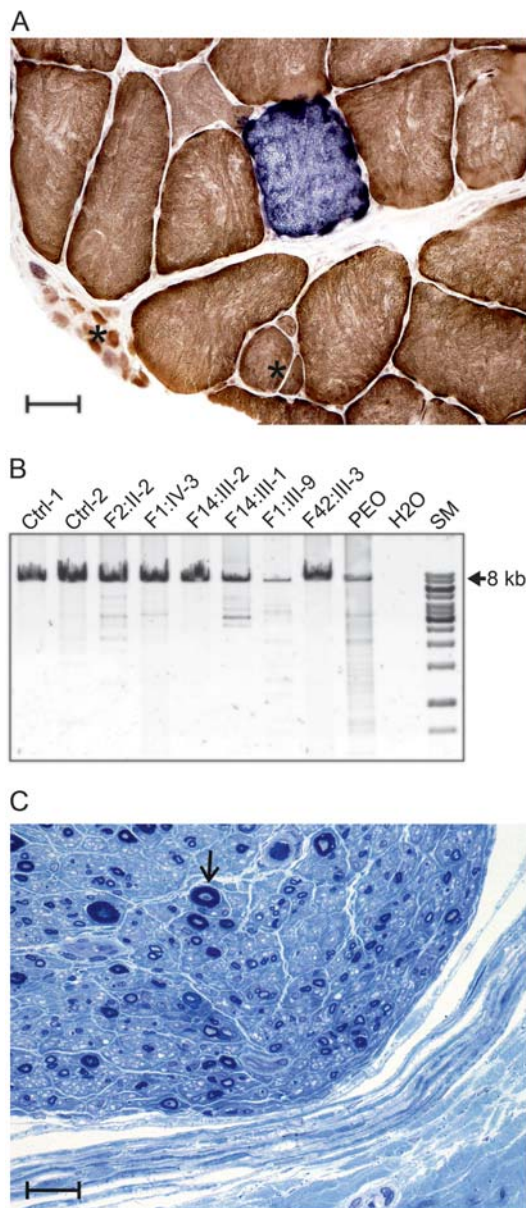 A
*
*
B
Ctrl-1 Ctrl-2 F2:II-2 F1:IV-3 F14:III-2 F14:III-1 F1:III-9 F42:III-3 PEO H2O SM
8 kb
C